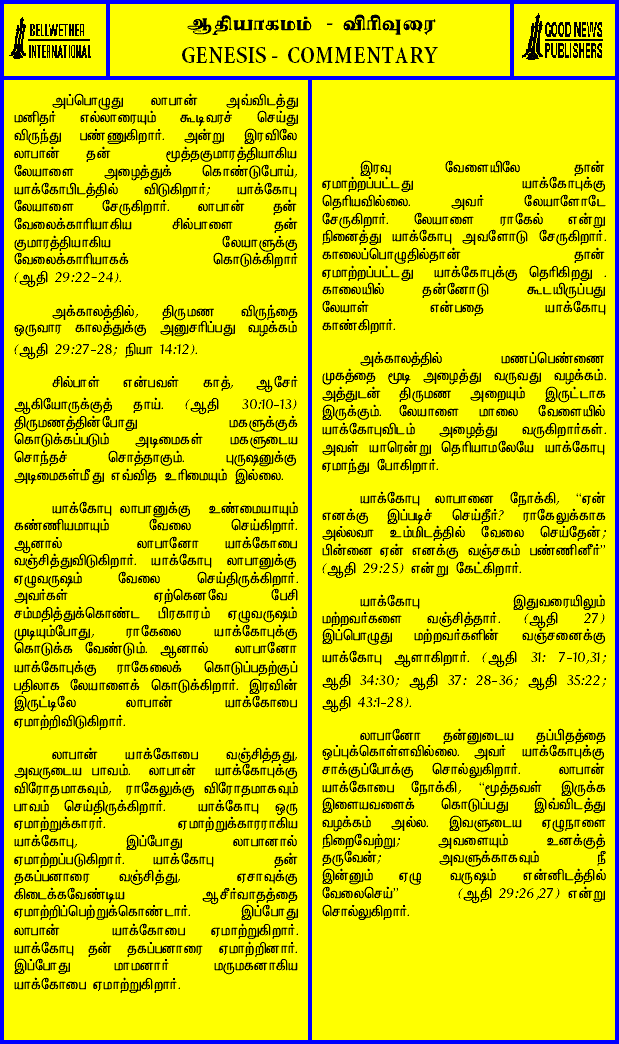 BELLWETHER
INTERNATIONAL
ஆதியாகமம் - விரிவுரை
GENESIS - COMMENTARY
GOOD NEWS
PUBLISHERS
அப்பொழுது லாபான் அவ்விடத்து
மனிதர் எல்லாரையும் கூடிவரச் செய்து
விருந்து பண்ணுகிறார். அன்று இரவிலே
லாபான் தன் மூத்தகுமாரத்தியாகிய
லேயாளை அழைத்துக் கொண்டுபோய்,
யாக்கோபிடத்தில் விடுகிறார்; யாக்கோபு
லேயாளை சேருகிறார். லாபான் தன்
வேலைக்காரியாகிய சில்பாளை தன்
குமாரத்தியாகிய லேயாளுக்கு
வேலைக்காரியாகக் கொடுக்கிறார்
(ஆதி 29:22-24).
அக்காலத்தில், திருமண விருந்தை
ஒருவார காலத்துக்கு அனுசரிப்பது வழக்கம்
(ஆதி 29:27-28; நியா 14:12).
சில்பாள் என்பவள் காத், ஆசேர்
ஆகியோருக்குத் தாய். (ஆதி 30:10-13)
திருமணத்தின்போது மகளுக்குக்
கொடுக்கப்படும் அடிமைகள் மகளுடைய
சொந்தச் சொத்தாகும். புருஷனுக்கு
அடிமைகள்மீது எவ்வித உரிமையும் இல்லை.
யாக்கோபு லாபானுக்கு உண்மையாயும்
கண்ணியமாயும் வேலை செய்கிறார்.
ஆனால் லாபானோ யாக்கோபை
வஞ்சித்துவிடுகிறார். யாக்கோபு லாபானுக்கு
ஏழுவருஷம் வேலை செய்திருக்கிறார்.
அவர்கள் ஏற்கெனவே பேசி
சம்மதித்துக்கொண்ட பிரகாரம் ஏழுவருஷம்
முடியும்போது, ராகேலை யாக்கோபுக்கு
கொடுக்க வேண்டும். ஆனால் லாபானோ
யாக்கோபுக்கு ராகேலைக் கொடுப்பதற்குப்
பதிலாக லேயாளைக் கொடுக்கிறார். இரவின்
இருட்டிலே லாபான் யாக்கோபை
ஏமாற்றிவிடுகிறார்.
லாபான் யாக்கோபை வஞ்சித்தது,
அவருடைய பாவம். லாபான் யாக்கோபுக்கு
விரோதமாகவும், ராகேலுக்கு விரோதமாகவும்
பாவம் செய்திருக்கிறார். யாக்கோபு ஒரு
ஏமாற்றுக்காரர். ஏமாற்றுக்காரராகிய
யாக்கோபு, இப்போது லாபானால்
ஏமாற்றப்படுகிறார். யாக்கோபு தன்
தகப்பனாரை வஞ்சித்து, ஏசாவுக்கு
கிடைக்கவேண்டிய ஆசீர்வாதத்தை
ஏமாற்றிப்பெற்றுக்கொண்டார். இப்போது
லாபான் யாக்கோபை ஏமாற்றுகிறார்.
யாக்கோபு தன் தகப்பனாரை ஏமாற்றினார்.
இப்போது மாமனார் மருமகனாகிய
யாக்கோபை ஏமாற்றுகிறார்.
இரவு வேளையிலே தான்
ஏமாற்றப்பட்டது யாக்கோபுக்கு
தெரியவில்லை. அவர் லேயாளோடே
சேருகிறார். லேயாளை ராகேல் என்று
நினைத்து யாக்கோபு அவளோடு சேருகிறார்.
காலைப்பொழுதில்தான் தான்
ஏமாற்றப்பட்டது யாக்கோபுக்கு தெரிகிறது .
காலையில் தன்னோடு கூடயிருப்பது
லேயாள் என்பதை யாக்கோபு
காண்கிறார்.
அக்காலத்தில் மணப்பெண்ணை
முகத்தை மூடி அழைத்து வருவது வழக்கம்.
அத்துடன் திருமண அறையும் இருட்டாக
இருக்கும். லேயாளை மாலை வேளையில்
யாக்கோபுவிடம் அழைத்து வருகிறார்கள்.
அவள் யாரென்று தெரியாமலேயே யாக்கோபு
ஏமாந்து போகிறார்.
யாக்கோபு லாபானை நோக்கி, “ஏன்
எனக்கு இப்படிச் செய்தீர்? ராகேலுக்காக
அல்லவா உம்மிடத்தில் வேலை செய்தேன்;
பின்னை ஏன் எனக்கு வஞ்சகம் பண்ணினீர்”
(ஆதி 29:25) என்று கேட்கிறார்.
யாக்கோபு இதுவரையிலும்
மற்றவர்களை வஞ்சித்தார். (ஆதி 27)
இப்பொழுது மற்றவர்களின் வஞ்சனைக்கு
யாக்கோபு ஆளாகிறார். (ஆதி 31: 7-10,31;
ஆதி 34:30; ஆதி 37: 28-36; ஆதி 35:22;
ஆதி 43:1-28).
லாபானோ தன்னுடைய தப்பிதத்தை
ஒப்புக்கொள்ளவில்லை. அவர் யாக்கோபுக்கு
சாக்குப்போக்கு சொல்லுகிறார். லாபான்
யாக்கோபை நோக்கி, “மூத்தவள் இருக்க
இளையவளைக் கொடுப்பது இவ்விடத்து
வழக்கம் அல்ல. இவளுடைய ஏழுநாளை
நிறைவேற்று; அவளையும் உனக்குத்
தருவேன்; அவளுக்காகவும் நீ
இன்னும் ஏழு வருஷம் என்னிடத்தில்
வேலைசெய்” (ஆதி 29:26,27) என்று
சொல்லுகிறார்.